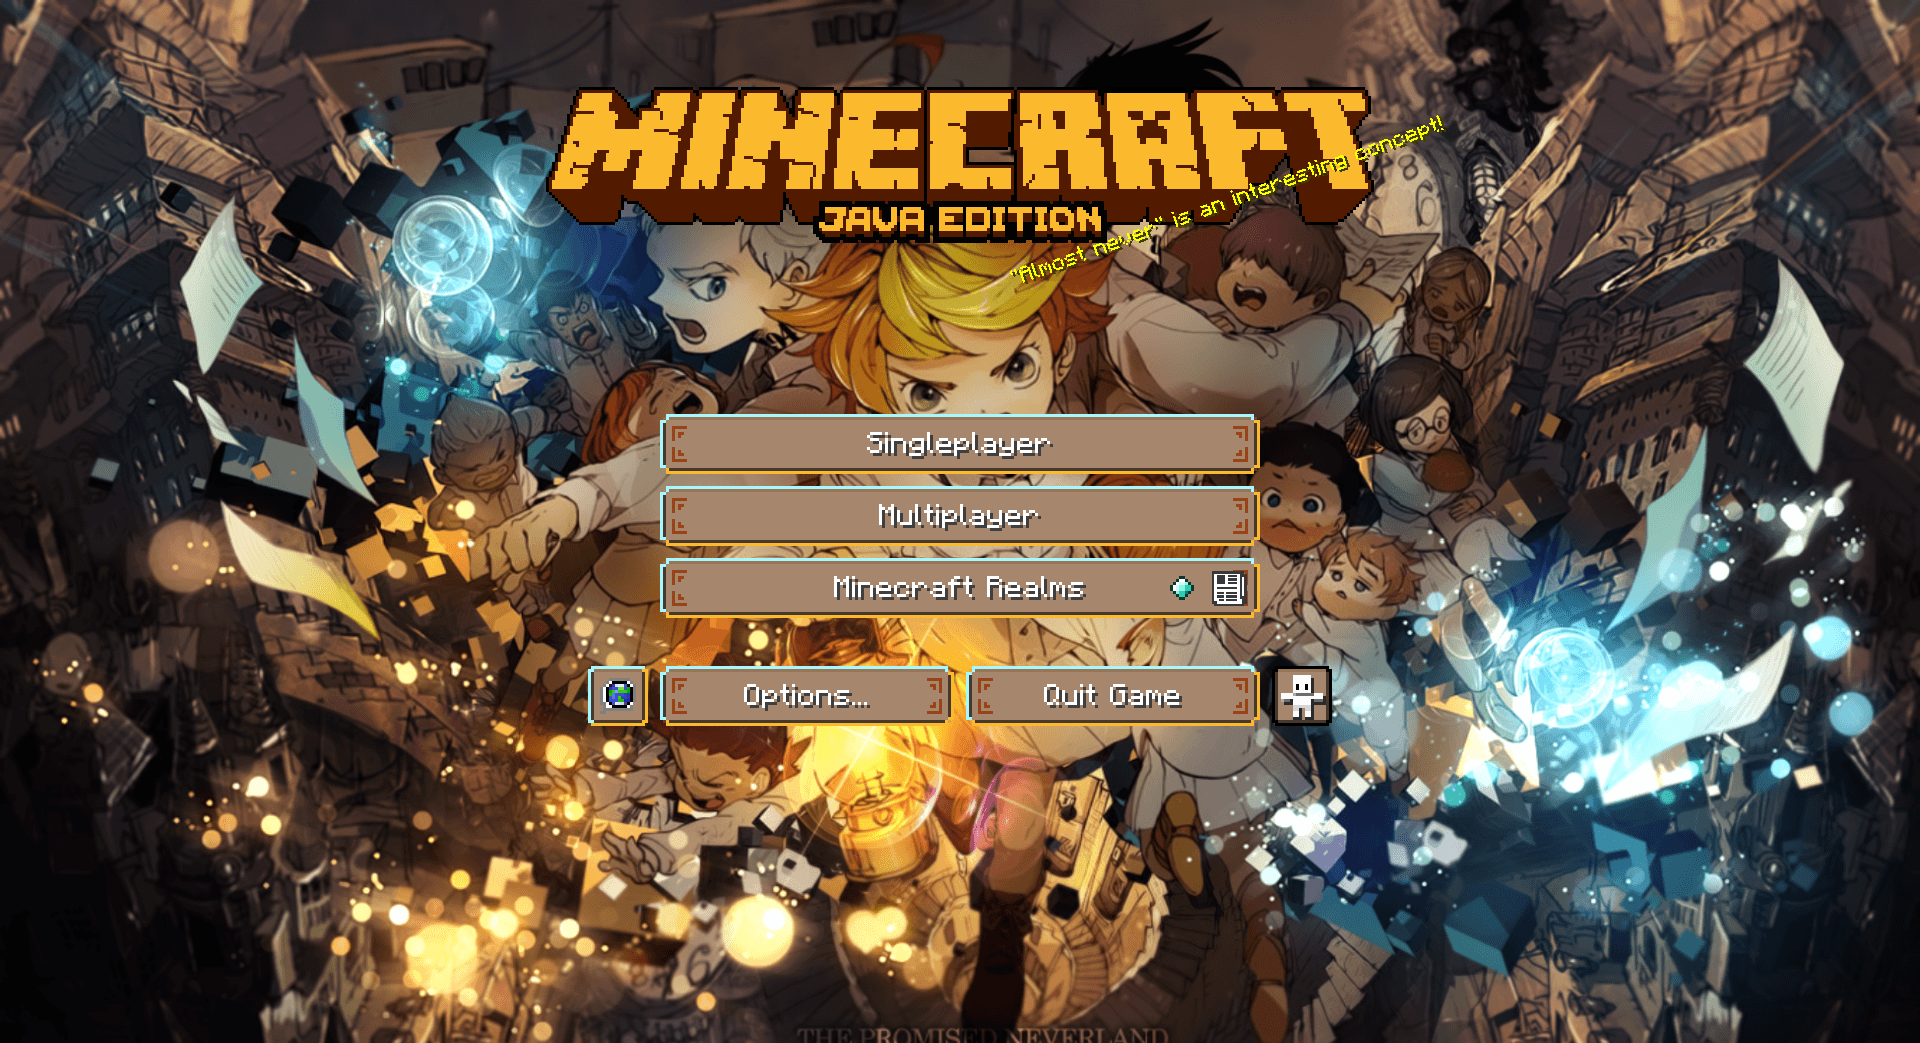 MINECRAFT
JAVA EDITION
"Almost never" is an interesting concept!
Singleplayer
Multiplayer
Minecraft Realms
Options...
Quit Game
THE PROMISED NEVERLAND